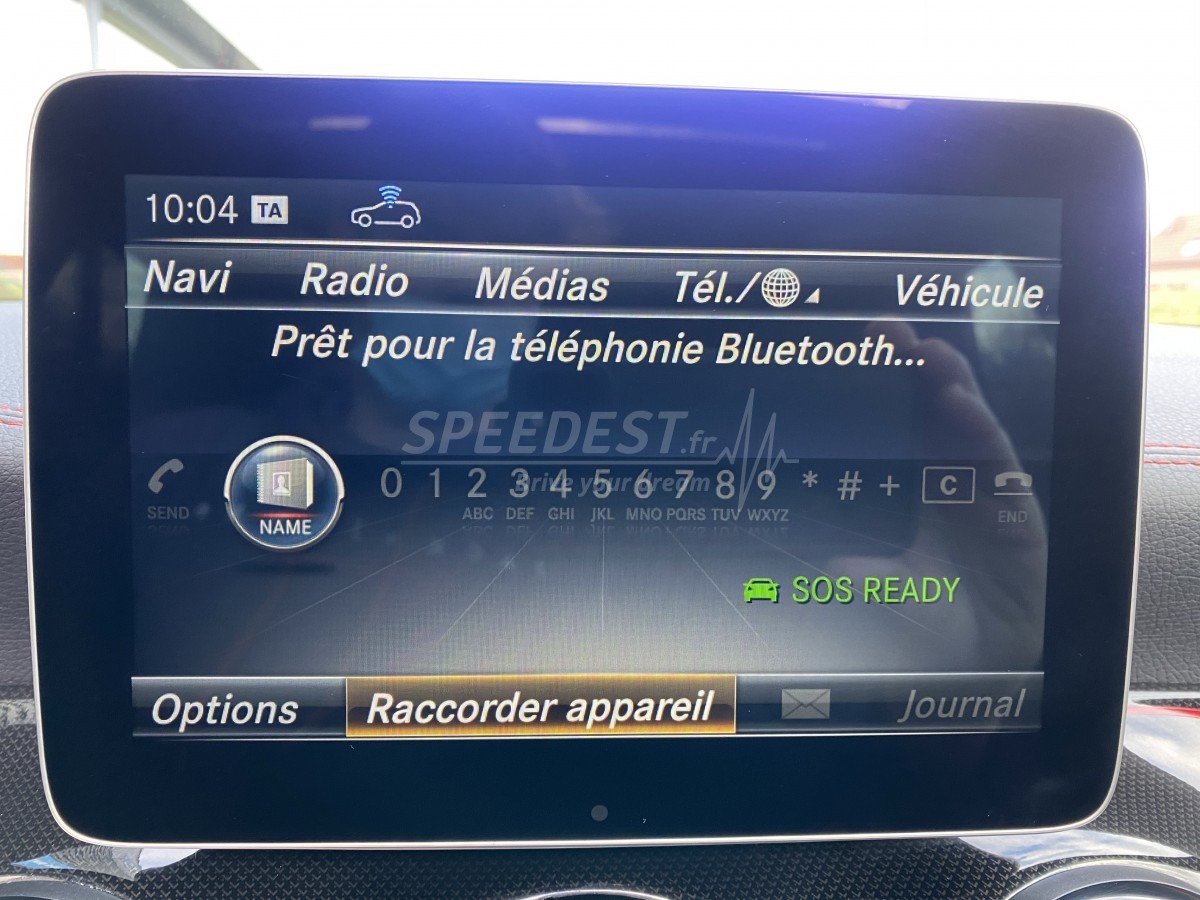 10:04 TA
Navi Radio Médias Tél./ Véhicule
Prêt pour la téléphonie Bluetooth...
SPEEDEST.fr
Drive your dream
0 1 2 3 4 5 6 7 8 9 * # + C
SEND NAME ABC DEF GHI JKL MNO PQRS TUV WXYZ END
SOS READY
Options Raccorder appareil Journal